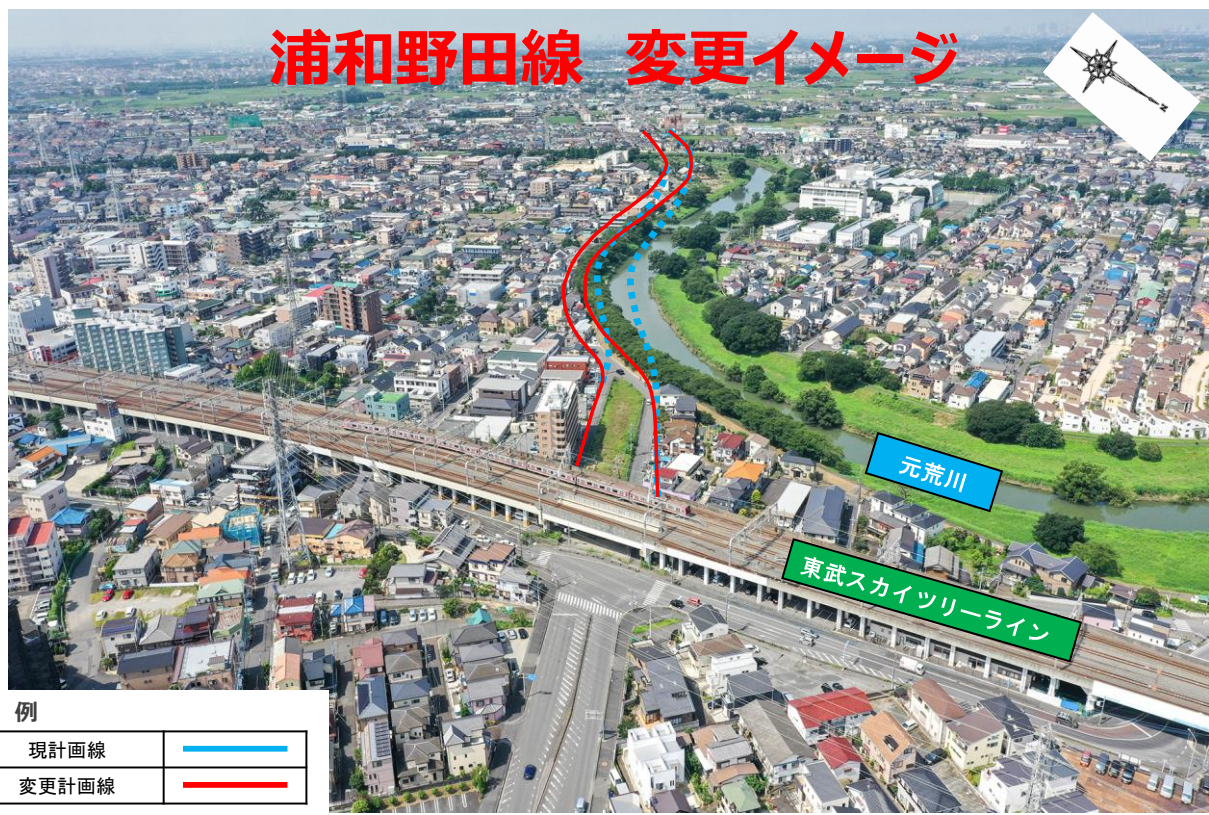 浦和野田線 変更イメージ
N
元荒川
東武スカイツリーライン
例
現計画線
変更計画線